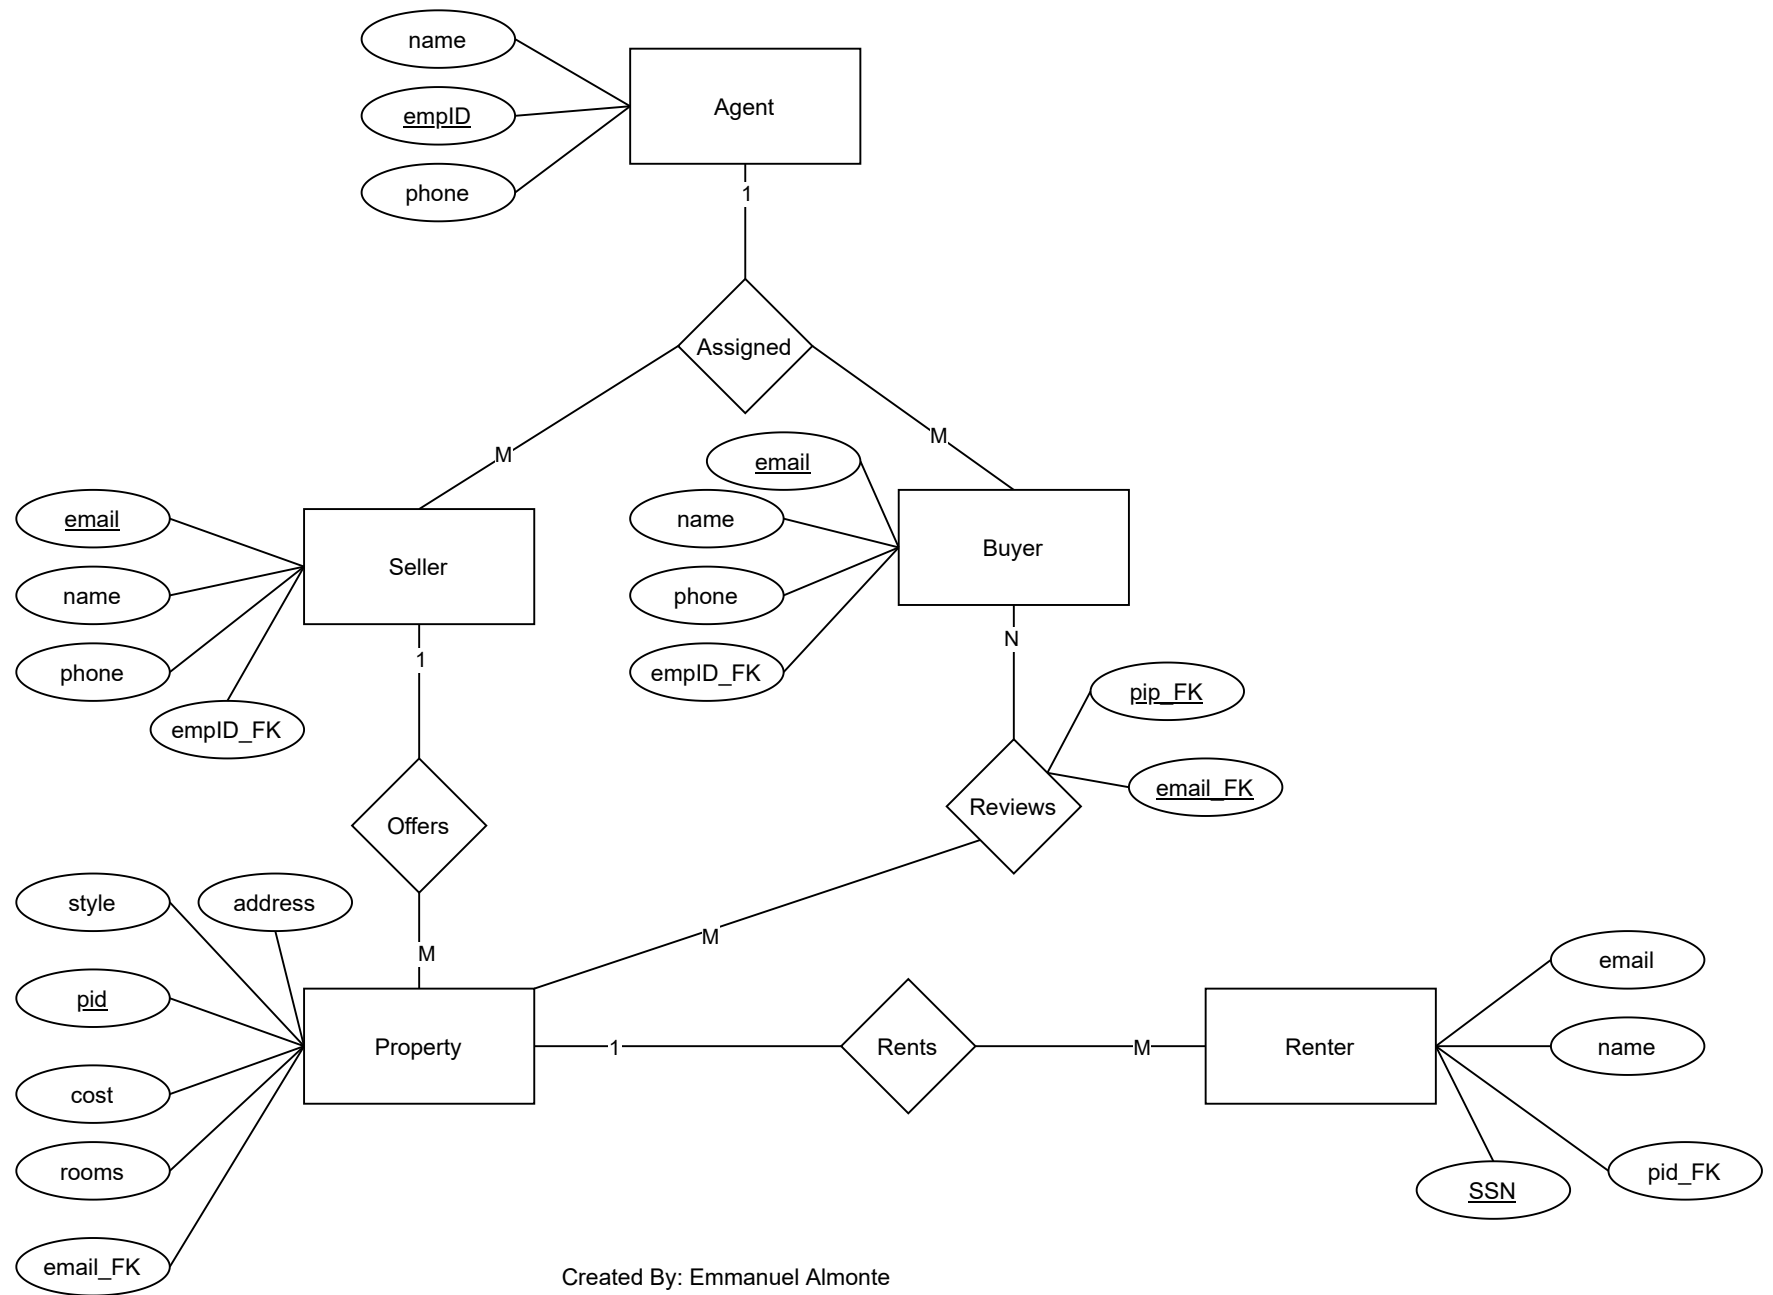 name
Agent
empID
phone
1
Assigned
M
M
email
email
name
Buyer
name
Seller
phone
phone
empID_FK
N
1
empID_FK
pip_FK
email_FK
Reviews
Offers
style
address
M
M
email
pid
Property
1
Rents
M
Renter
name
cost
rooms
pid_FK
SSN
email_FK
Created By: Emmanuel Almonte